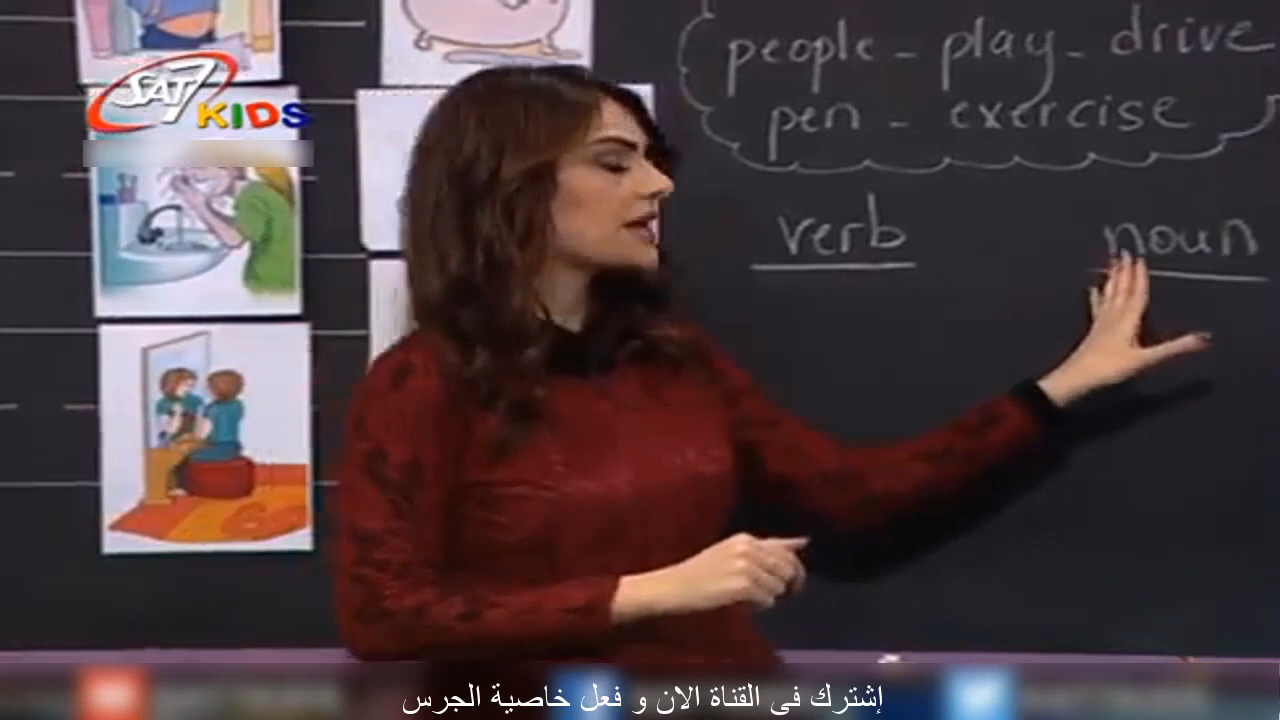 SAT7
KIDS
people - play - drive
pen - exercise
verb
noun
إشترك فى القناة الان و فعل خاصية الجرس